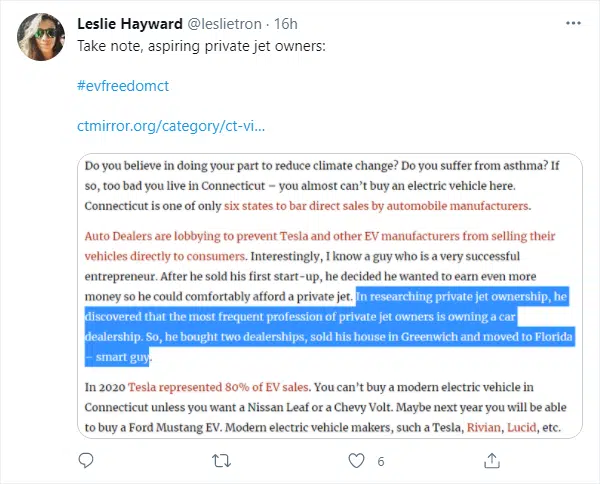 Leslie Hayward @leslietron · 16h
Take note, aspiring private jet owners:
#evfreedomct
ctmirror.org/category/ct-vi...
Do you believe in doing your part to reduce climate change? Do you suffer from asthma? If
so, too bad you live in Connecticut – you almost can't buy an electric vehicle here.
Connecticut is one of only six states to bar direct sales by automobile manufacturers.
Auto Dealers are lobbying to prevent Tesla and other EV manufacturers from selling their
vehicles directly to consumers. Interestingly, I know a guy who is a very successful
entrepreneur. After he sold his first start-up, he decided he wanted to earn even more
money so he could comfortably afford a private jet. In researching private jet ownership, he
discovered that the most frequent profession of private jet owners is owning a car
dealership. So, he bought two dealerships, sold his house in Greenwich and moved to Florida
– smart guy.
In 2020 Tesla represented 80% of EV sales. You can't buy a modern electric vehicle in
Connecticut unless you want a Nissan Leaf or a Chevy Volt. Maybe next year you will be able
to buy a Ford Mustang EV. Modern electric vehicle makers, such a Tesla, Rivian, Lucid, etc.
6